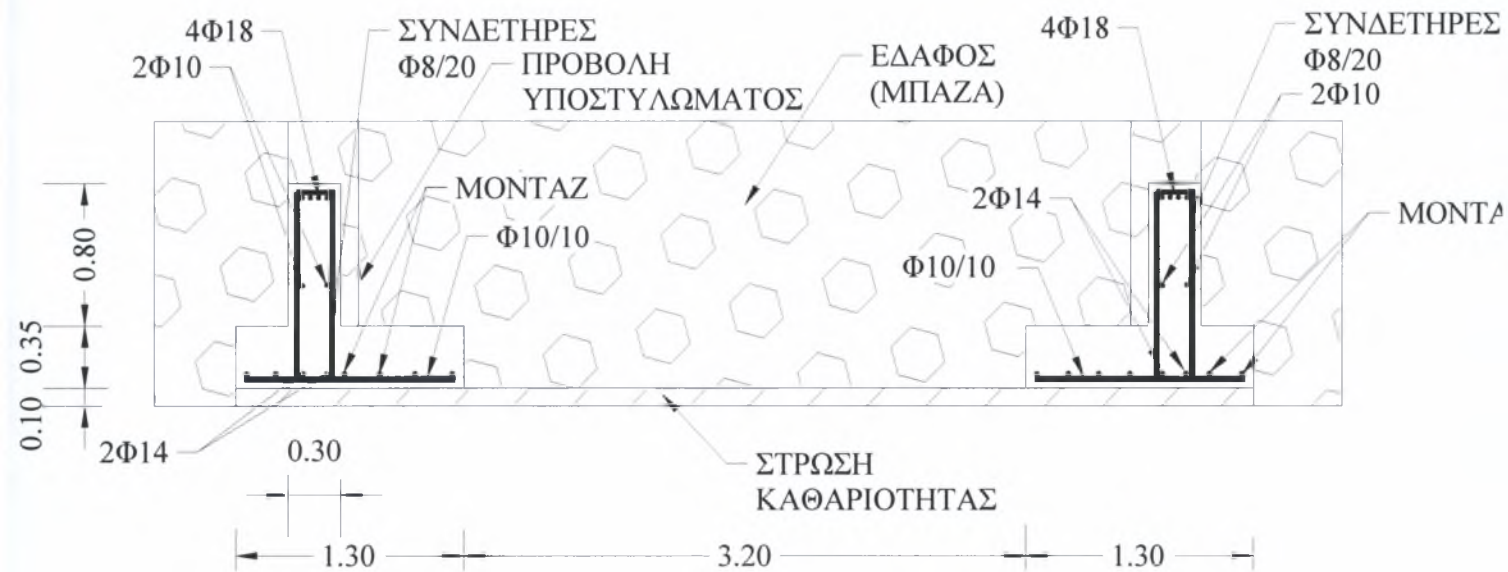 4Φ18
2Φ10
ΣΥΝΔΕΤΗΡΕΣ
Φ8/20
ΠΡΟΒΟΛΗ
ΥΠΟΣΤΥΛΩΜΑΤΟΣ
ΕΔΑΦΟΣ
(ΜΠΑΖΑ)
4Φ18
ΣΥΝΔΕΤΗΡΕΣ
Φ8/20
2Φ10
ΜΟΝΤΑΖ
Φ10/10
2Φ14
ΜΟΝΤΑ
Φ10/10
0.80
0.35
0.10
2Φ14
0.30
ΣΤΡΩΣΗ
ΚΑΘΑΡΙΟΤΗΤΑΣ
1.30
3.20
1.30